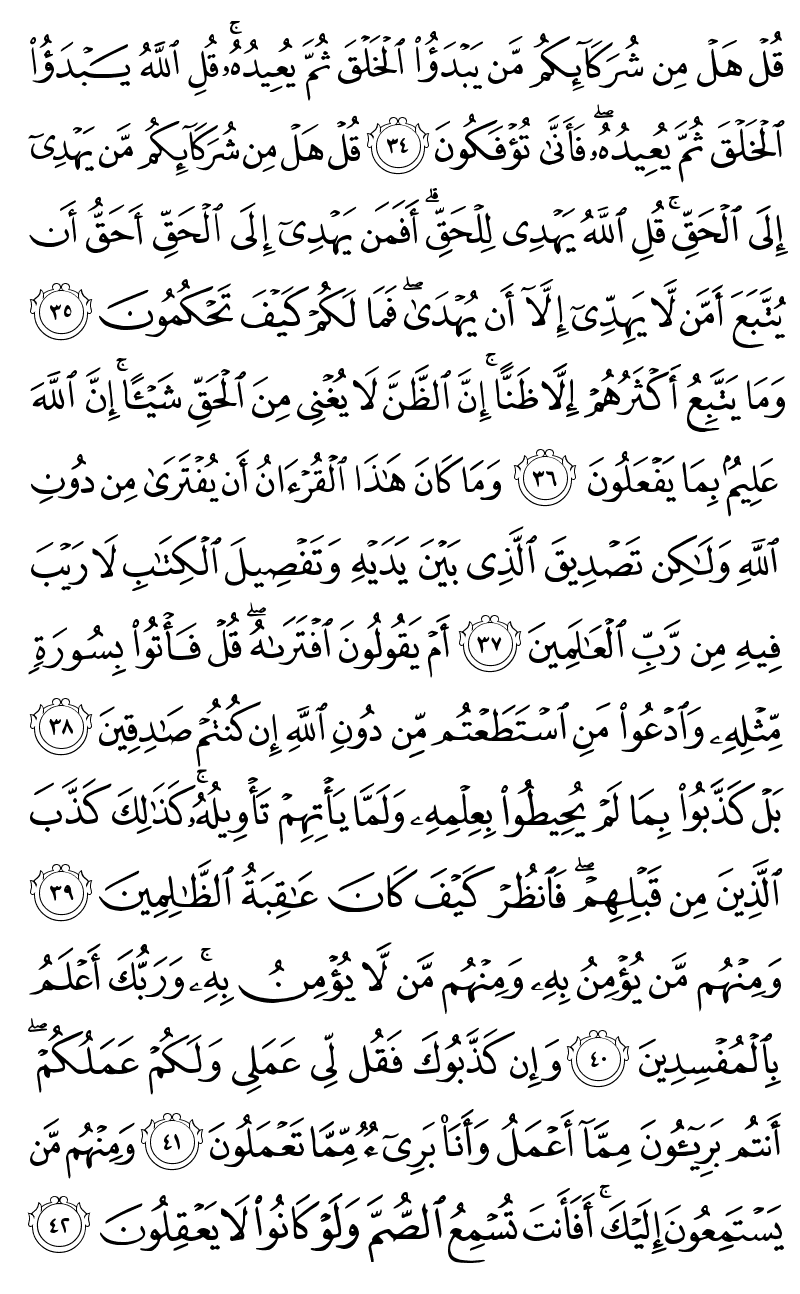 قُلْ هَلْ مِن شُرَكَآئِكُم مَّن يَبْدَؤُا۟ ٱلْخَلْقَ ثُمَّ يُعِيدُهُۥ ۚ قُلِ ٱللَّهُ يَبْدَؤُا۟
ٱلْخَلْقَ ثُمَّ يُعِيدُهُۥ ۖ فَأَنَّىٰ تُؤْفَكُونَ ٣٤ قُلْ هَلْ مِن شُرَكَآئِكُم مَّن يَهْدِىٓ
إِلَى ٱلْحَقِّ ۚ قُلِ ٱللَّهُ يَهْدِى لِلْحَقِّ ۗ أَفَمَن يَهْدِىٓ إِلَى ٱلْحَقِّ أَحَقُّ أَن
يُتَّبَعَ أَمَّن لَّا يَهِدِّىٓ إِلَّآ أَن يُهْدَىٰ ۖ فَمَا لَكُمْ كَيْفَ تَحْكُمُونَ ٣٥
وَمَا يَتَّبِعُ أَكْثَرُهُمْ إِلَّا ظَنًّا ۚ إِنَّ ٱلظَّنَّ لَا يُغْنِى مِنَ ٱلْحَقِّ شَيْـًٔا ۚ إِنَّ ٱللَّهَ
عَلِيمٌۢ بِمَا يَفْعَلُونَ ٣٦ وَمَا كَانَ هَـٰذَا ٱلْقُرْءَانُ أَن يُفْتَرَىٰ مِن دُونِ
ٱللَّهِ وَلَـٰكِن تَصْدِيقَ ٱلَّذِى بَيْنَ يَدَيْهِ وَتَفْصِيلَ ٱلْكِتَـٰبِ لَا رَيْبَ
فِيهِ مِن رَّبِّ ٱلْعَـٰلَمِينَ ٣٧ أَمْ يَقُولُونَ ٱفْتَرَىٰهُ ۖ قُلْ فَأْتُوا۟ بِسُورَةٍ
مِّثْلِهِۦ وَٱدْعُوا۟ مَنِ ٱسْتَطَعْتُم مِّن دُونِ ٱللَّهِ إِن كُنتُمْ صَـٰدِقِينَ ٣٨
بَلْ كَذَّبُوا۟ بِمَا لَمْ يُحِيطُوا۟ بِعِلْمِهِۦ وَلَمَّا يَأْتِهِمْ تَأْوِيلُهُۥ ۚ كَذَٰلِكَ كَذَّبَ
ٱلَّذِينَ مِن قَبْلِهِمْ ۖ فَٱنظُرْ كَيْفَ كَانَ عَـٰقِبَةُ ٱلظَّـٰلِمِينَ ٣٩
وَمِنْهُم مَّن يُؤْمِنُ بِهِۦ وَمِنْهُم مَّن لَّا يُؤْمِنُ بِهِۦ ۚ وَرَبُّكَ أَعْلَمُ
بِٱلْمُفْسِدِينَ ٤٠ وَإِن كَذَّبُوكَ فَقُل لِّى عَمَلِى وَلَكُمْ عَمَلُكُمْ ۖ
أَنتُم بَرِيٓـُٔونَ مِمَّآ أَعْمَلُ وَأَنَا۠ بَرِىٓءٌ مِّمَّا تَعْمَلُونَ ٤١ وَمِنْهُم مَّن
يَسْتَمِعُونَ إِلَيْكَ ۚ أَفَأَنتَ تُسْمِعُ ٱلصُّمَّ وَلَوْ كَانُوا۟ لَا يَعْقِلُونَ ٤٢